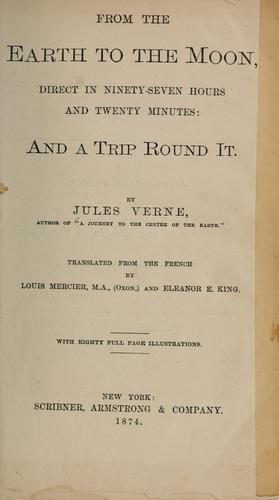 FROM THE
EARTH TO THE MOON,
DIRECT IN NINETY-SEVEN HOURS
AND TWENTY MINUTES:
AND A TRIP ROUND IT.
BY
JULES VERNE,
AUTHOR OF "A JOURNEY TO THE CENTRE OF THE EARTH."
TRANSLATED FROM THE FRENCH
BY
LOUIS MERCIER, M.A., (OXON,) AND ELEANOR E. KING.
WITH EIGHTY FULL PAGE ILLUSTRATIONS.
NEW YORK:
SCRIBNER, ARMSTRONG & COMPANY.
1874.